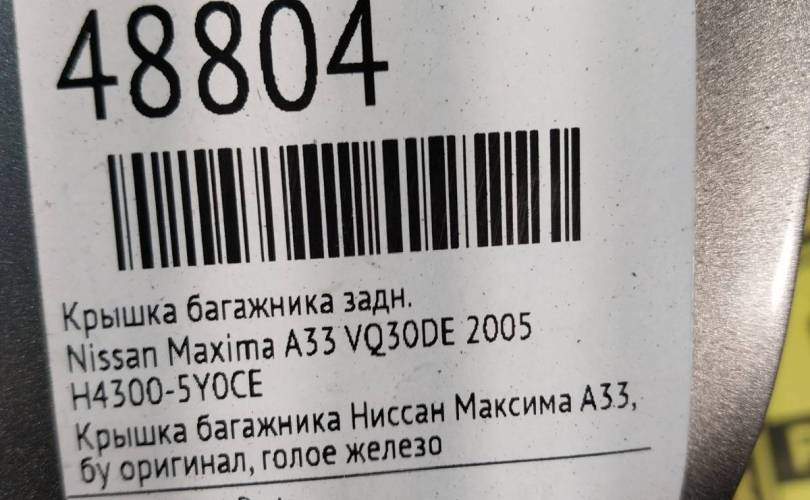 48804
Крышка багажника задн.
Nissan Maxima A33 VQ30DE 2005
H4300-5Y0CE
Крышка багажника Ниссан Максима А33,
бу оригинал, голое железо